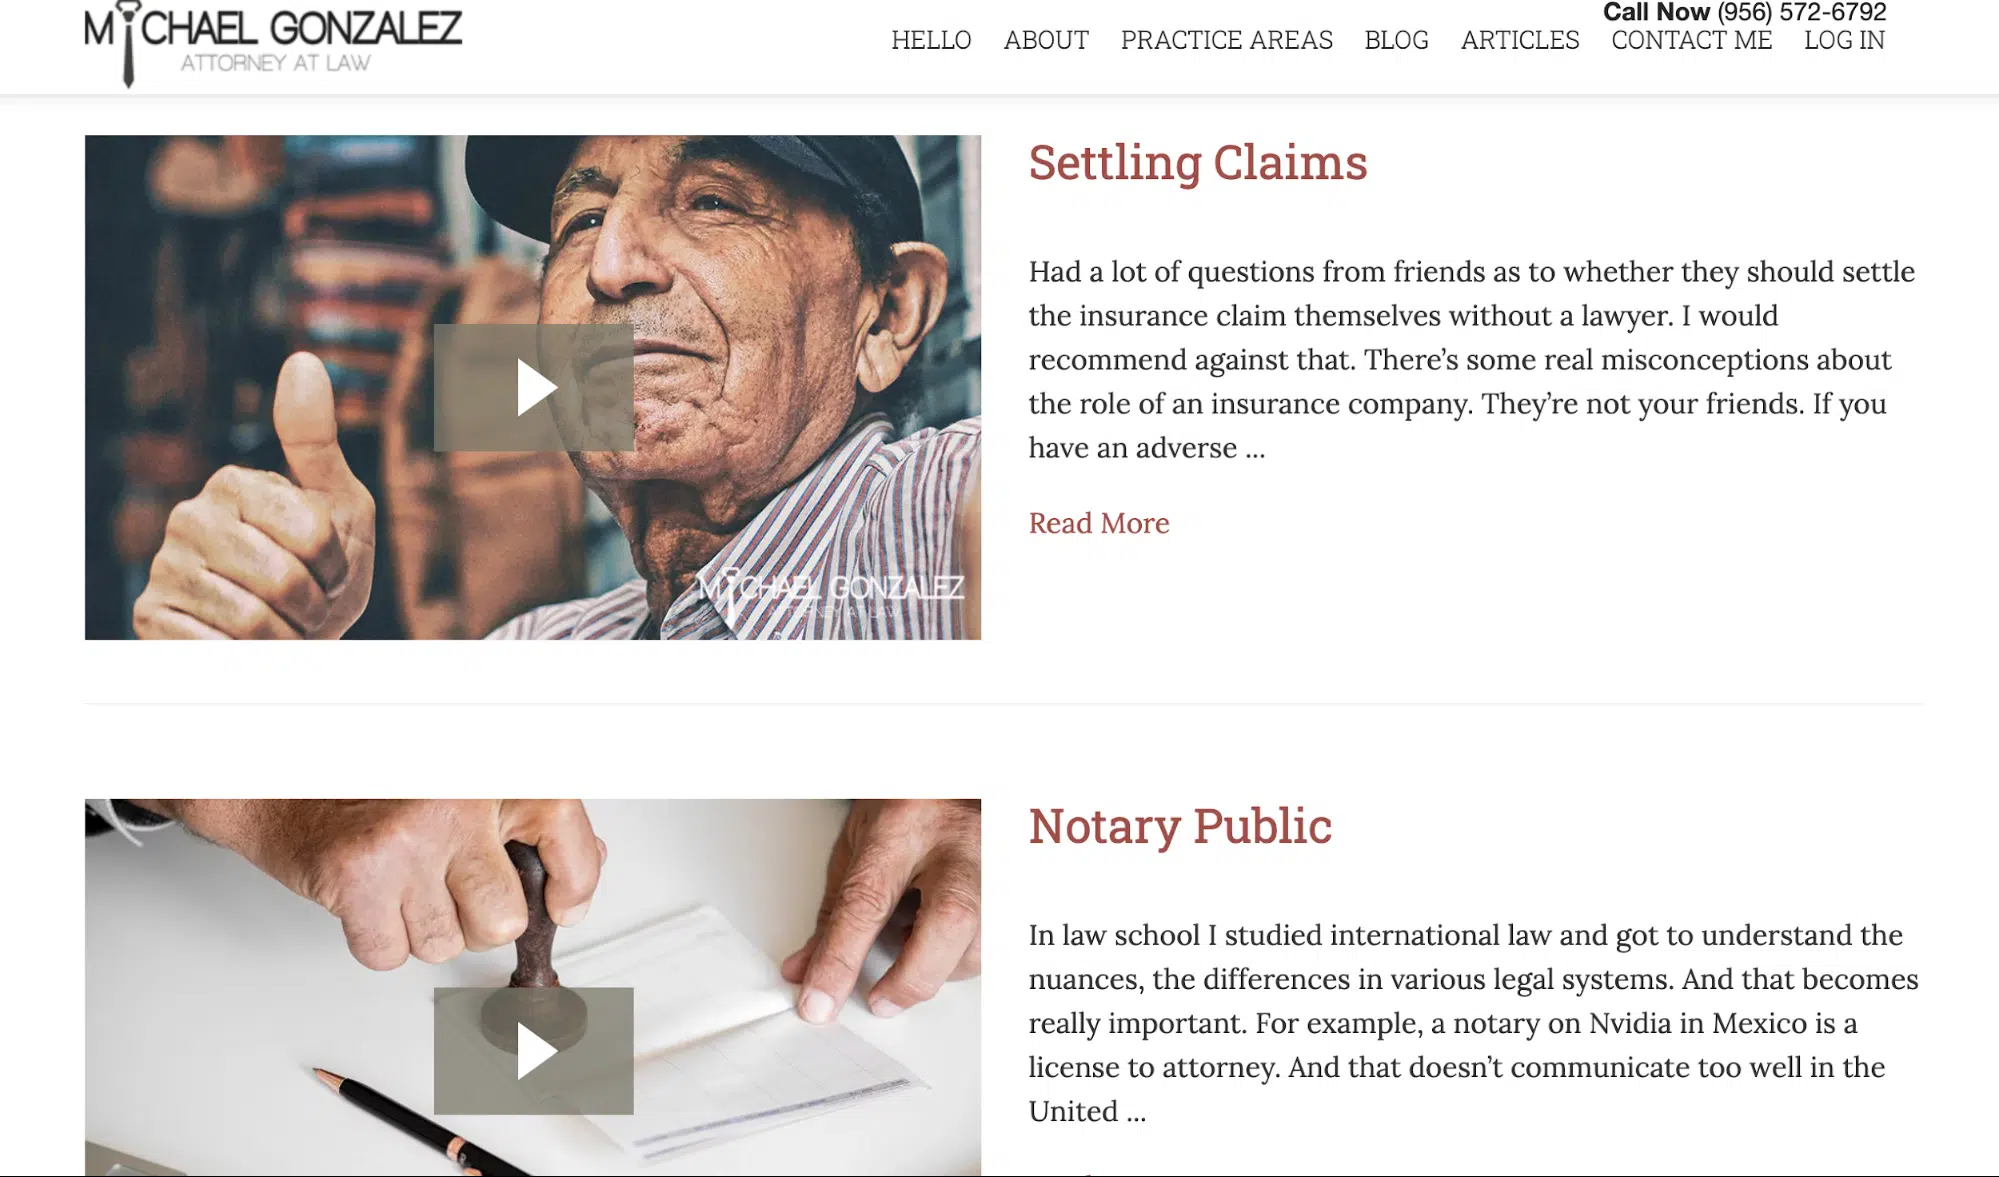 MICHAEL GONZALEZ
ATTORNEY AT LAW
Call Now (956) 572-6792
HELLO ABOUT PRACTICE AREAS BLOG ARTICLES CONTACT ME LOG IN
Settling Claims
Had a lot of questions from friends as to whether they should settle
the insurance claim themselves without a lawyer. I would
recommend against that. There’s some real misconceptions about
the role of an insurance company. They’re not your friends. If you
have an adverse ...
Read More
MICHAEL GONZALEZ
ATTORNEY AT LAW
Notary Public
In law school I studied international law and got to understand the
nuances, the differences in various legal systems. And that becomes
really important. For example, a notary on Nvidia in Mexico is a
license to attorney. And that doesn’t communicate too well in the
United ...